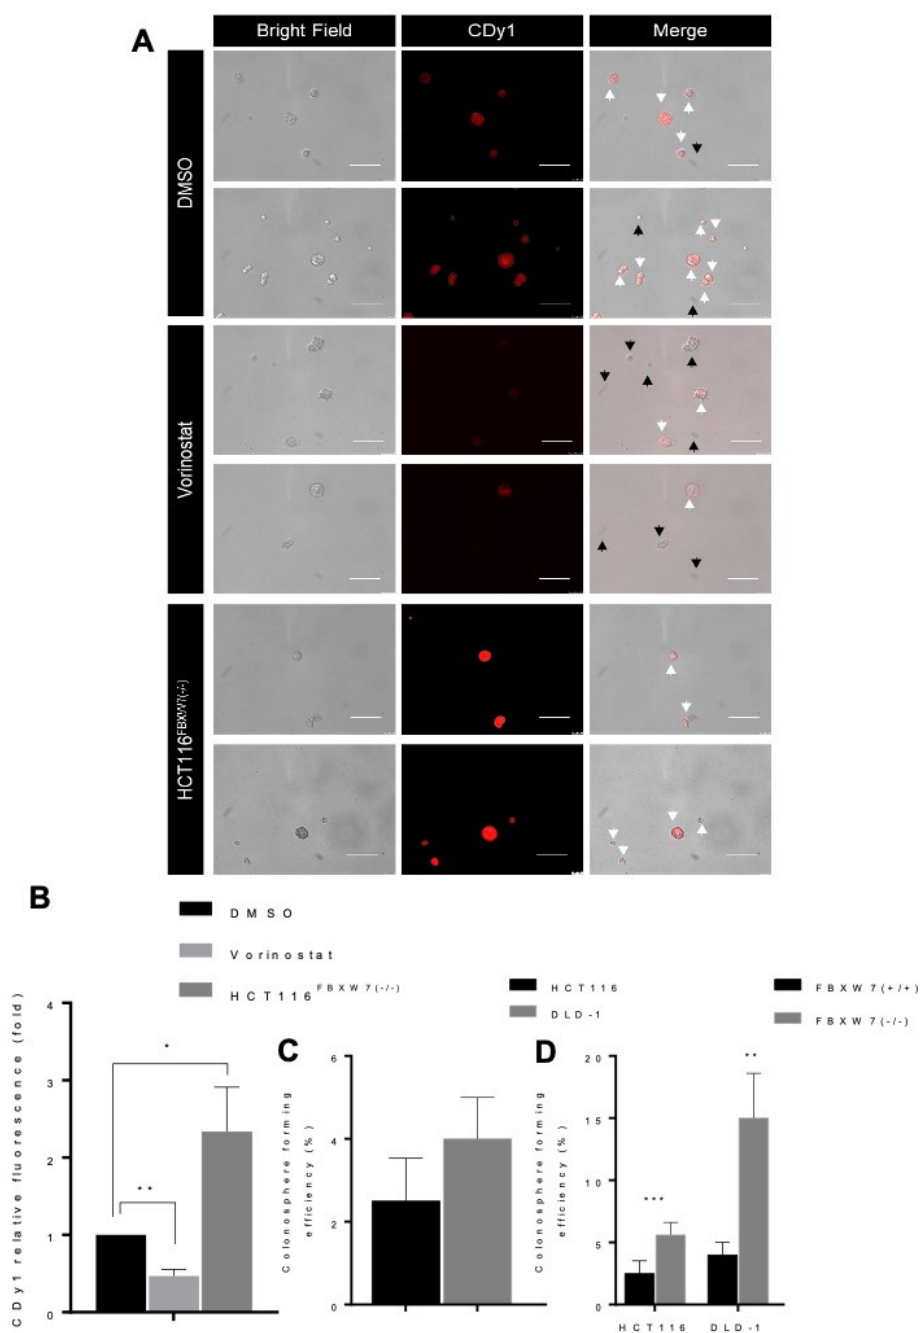 A
Bright Field
CDy1
Merge
DMSO
Vorinostat
HCT116FBXW7(-/-)
B
DMSO
Vorinostat
HCT116FBXW7(-/-)
CDy1 relative fluorescence (fold)
4
3
2
1
0
*
**
C
HCT116
DLD-1
Colonosphere forming
efficiency (%)
6
4
2
0
D
FBXW7(+/+)
FBXW7(-/-)
Colonosphere forming
efficiency (%)
20
15
10
5
0
***
**
HCT116
DLD-1